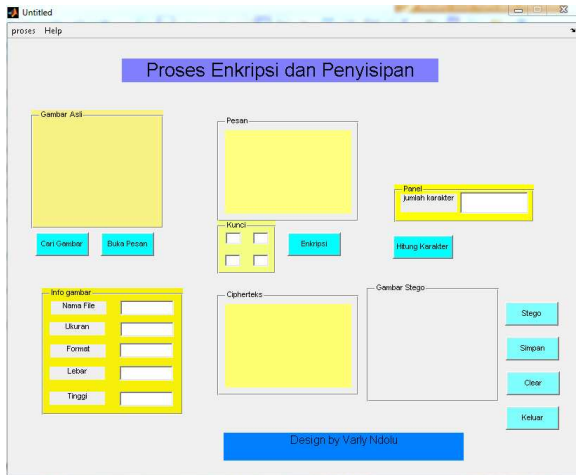 Untitled
proses Help
Proses Enkripsi dan Penyisipan
Gambar Asli
Pesan
Panel
jumlah karakter
Kunci
Cari Gambar
Buka Pesan
Enkripsi
Hitung Karakter
Info gambar
Nama File
Ukuran
Format
Lebar
Tinggi
Cipherteks
Gambar Stego
Stego
Simpan
Clear
Keluar
Design by Varly Ndolu